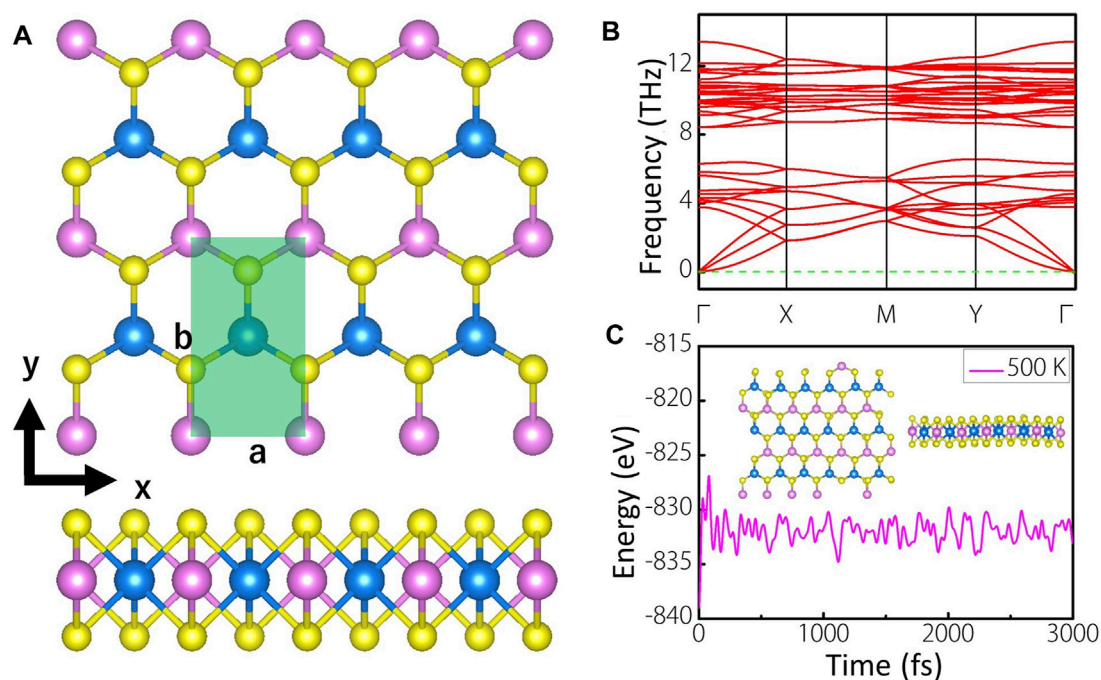 A
b
y
a
x
B
Frequency (THz)
12
8
4
0
Γ
X
M
Y
Γ
C
Energy (eV)
-815
-820
-825
-830
-835
-840
500 K
0
1000
2000
3000
Time (fs)